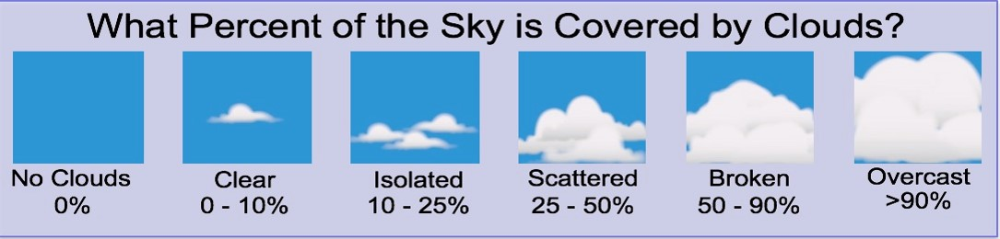 What Percent of the Sky is Covered by Clouds?
No Clouds
0%
Clear
0 - 10%
Isolated
10 - 25%
Scattered
25 - 50%
Broken
50 - 90%
Overcast
>90%